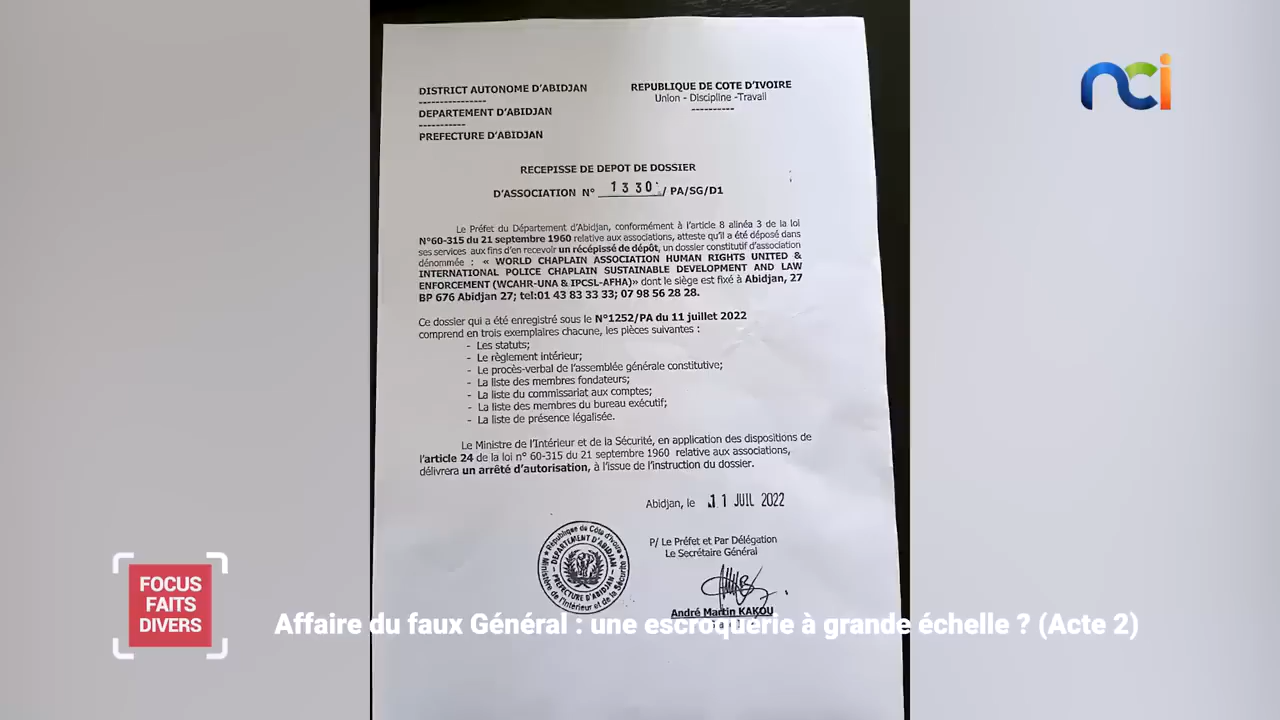 DISTRICT AUTONOME D'ABIDJAN
----------------
DEPARTEMENT D'ABIDJAN
-----------
PREFECTURE D'ABIDJAN
REPUBLIQUE DE COTE D'IVOIRE
Union - Discipline -Travail
----------
nci
RECEPISSE DE DEPOT DE DOSSIER
D'ASSOCIATION N° 1330 / PA/SG/D1
Le Préfet du Département d'Abidjan, conformément à l'article 8 alinéa 3 de la loi
N°60-315 du 21 septembre 1960 relative aux associations, atteste qu'il a été déposé dans
ses services aux fins d'en recevoir un récépissé de dépôt, un dossier constitutif d'association
dénommée : « WORLD CHAPLAIN ASSOCIATION HUMAN RIGHTS UNITED &
INTERNATIONAL POLICE CHAPLAIN SUSTAINABLE DEVELOPMENT AND LAW
ENFORCEMENT (WCAHR-UNA & IPCSL-AFHA)» dont le siège est fixé à Abidjan, 27
BP 676 Abidjan 27; tel:01 43 83 33 33; 07 98 56 28 28.
Ce dossier qui a été enregistré sous le N°1252/PA du 11 juillet 2022
comprend en trois exemplaires chacune, les pièces suivantes :
- Les statuts;
- Le règlement intérieur;
- Le procès-verbal de l'assemblée générale constitutive;
- La liste des membres fondateurs;
- La liste du commissariat aux comptes;
- La liste des membres du bureau exécutif;
- La liste de présence légalisée.
Le Ministre de l'Intérieur et de la Sécurité, en application des dispositions de
l'article 24 de la loi n° 60-315 du 21 septembre 1960 relative aux associations,
délivrera un arrêté d'autorisation, à l'issue de l'instruction du dossier.
Abidjan, le 11 JUIL 2022
P/ Le Préfet et Par Délégation
Le Secrétaire Général
République de Côte d'Ivoire
DEPARTEMENT D'ABIDJAN
PREFECTURE D'ABIDJAN
Ministère de l'Intérieur et de la Sécurité
André Martin KAKOU
FOCUS
FAITS
DIVERS
Affaire du faux Général : une escroquerie à grande échelle ? (Acte 2)